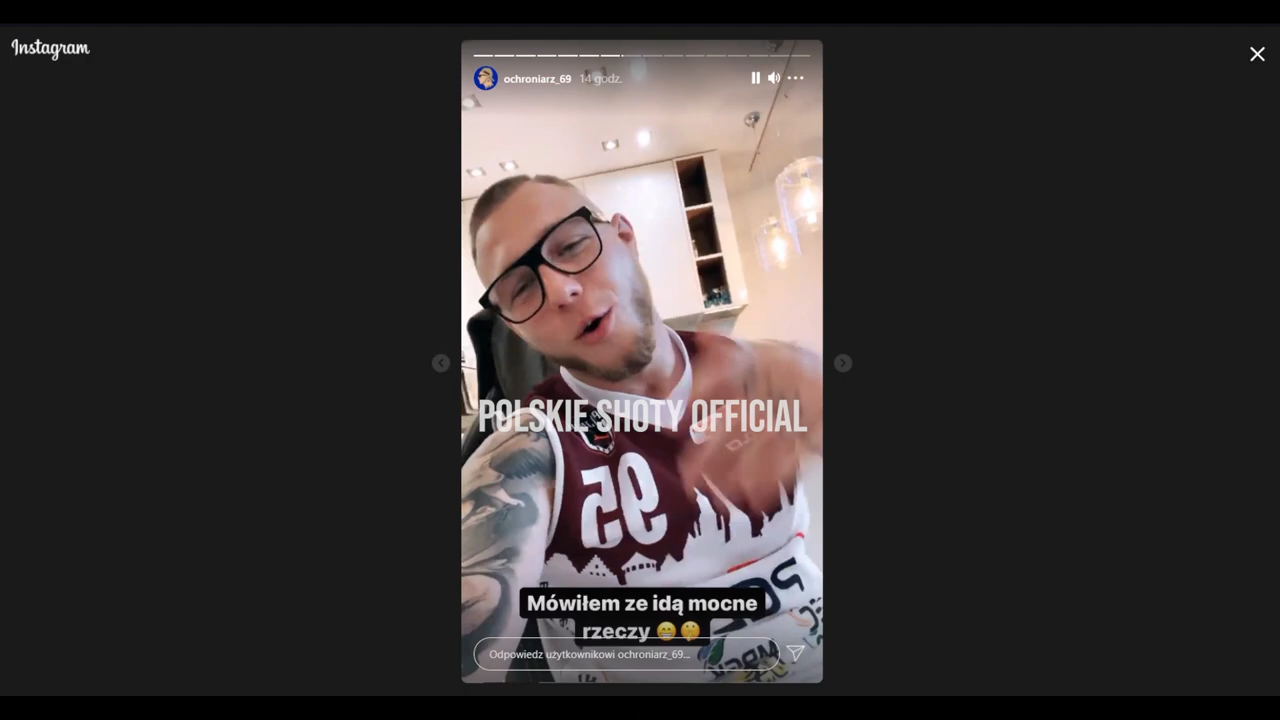 Instagram
ochroniarz_69 14 godz.
POLSKIE SHOTY OFFICIAL
95
Mówiłem ze idą mocne
rzeczy 😁🤫
Odpowiedz użytkownikowi ochroniarz_69...